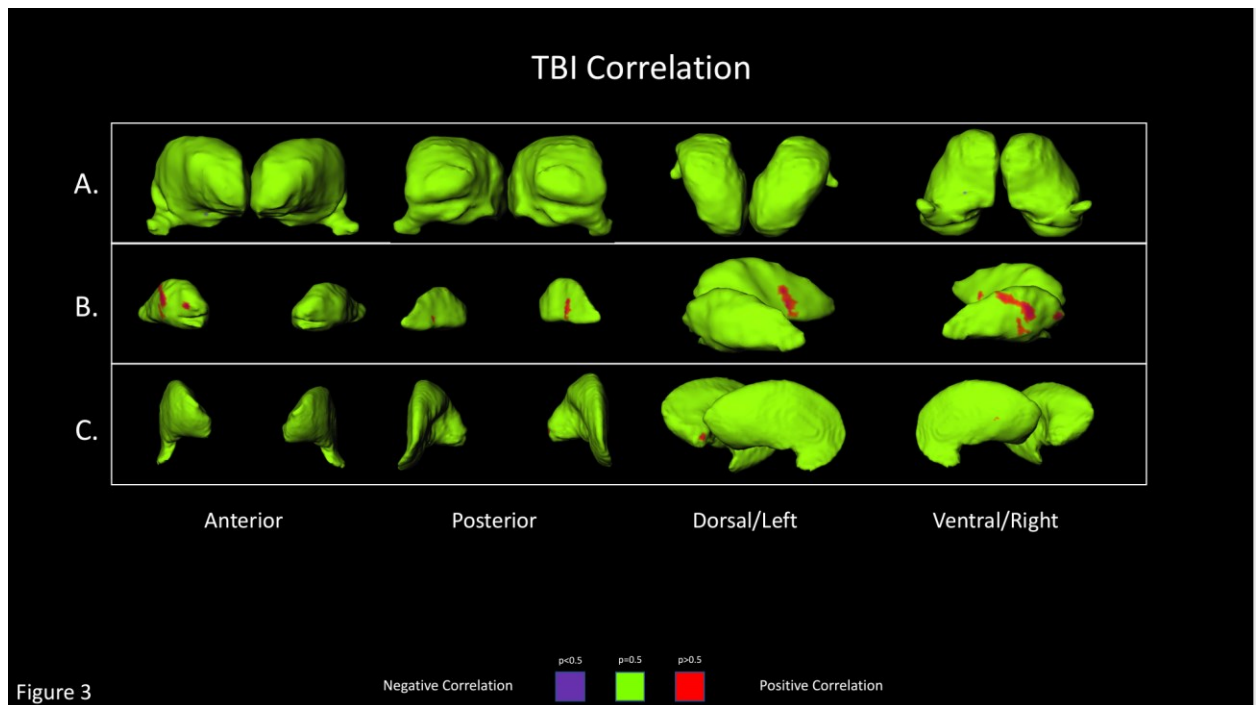 TBI Correlation
A.
B.
C.
Anterior Posterior Dorsal/Left Ventral/Right
p<0.5 p=0.5 p>0.5
Negative Correlation Positive Correlation
Figure 3